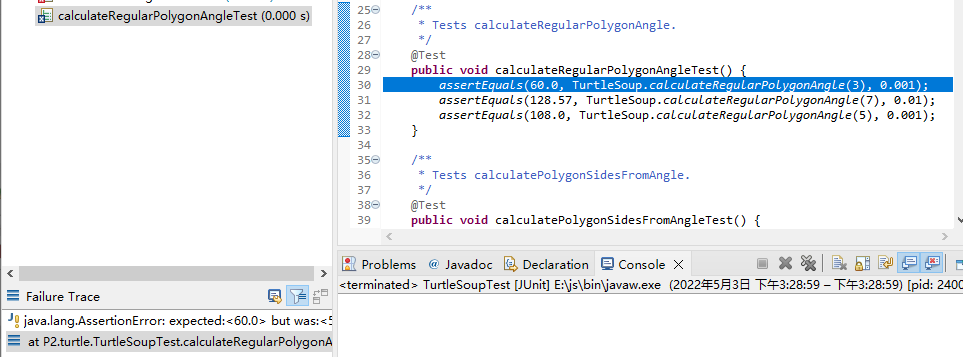 calculateRegularPolygonAngleTest (0.000 s)
25 /**
26 * Tests calculateRegularPolygonAngle.
27 */
28 @Test
29 public void calculateRegularPolygonAngleTest() {
30 assertEquals(60.0, TurtleSoup.calculateRegularPolygonAngle(3), 0.001);
31 assertEquals(128.57, TurtleSoup.calculateRegularPolygonAngle(7), 0.01);
32 assertEquals(108.0, TurtleSoup.calculateRegularPolygonAngle(5), 0.001);
33 }
34
35 /**
36 * Tests calculatePolygonSidesFromAngle.
37 */
38 @Test
39 public void calculatePolygonSidesFromAngleTest() {
Problems @ Javadoc Declaration Console
<terminated> TurtleSoupTest [JUnit] E:\js\bin\javaw.exe (2022年5月3日 下午3:28:59 – 下午3:28:59) [pid: 2400
Failure Trace
java.lang.AssertionError: expected:<60.0> but was:<5
at P2.turtle.TurtleSoupTest.calculateRegularPolygonA